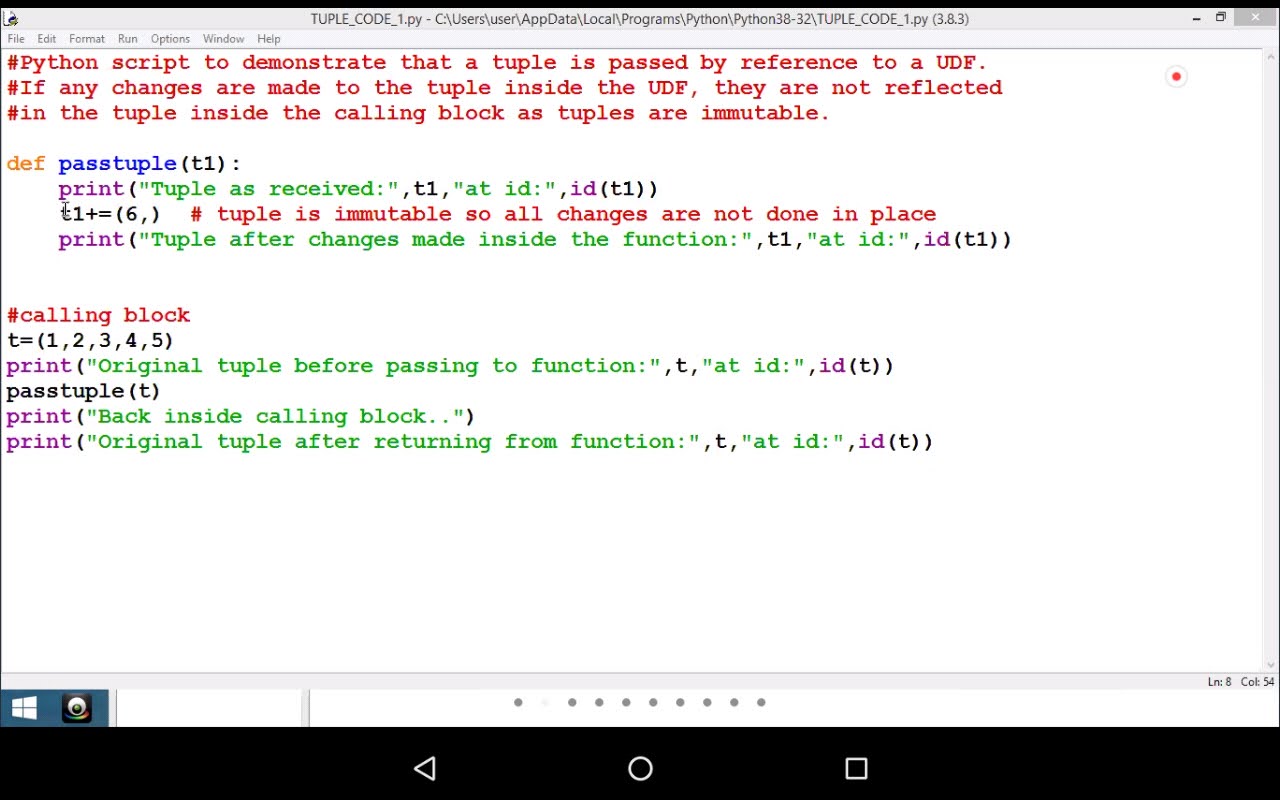 TUPLE_CODE_1.py - C:\Users\user\AppData\Local\Programs\Python\Python38-32\TUPLE_CODE_1.py (3.8.3)
File Edit Format Run Options Window Help
#Python script to demonstrate that a tuple is passed by reference to a UDF.
#If any changes are made to the tuple inside the UDF, they are not reflected
#in the tuple inside the calling block as tuples are immutable.
def passtuple(t1):
    print("Tuple as received:",t1,"at id:",id(t1))
    t1+=(6,)  # tuple is immutable so all changes are not done in place
    print("Tuple after changes made inside the function:",t1,"at id:",id(t1))
#calling block
t=(1,2,3,4,5)
print("Original tuple before passing to function:",t,"at id:",id(t))
passtuple(t)
print("Back inside calling block..")
print("Original tuple after returning from function:",t,"at id:",id(t))
Ln: 8 Col: 54